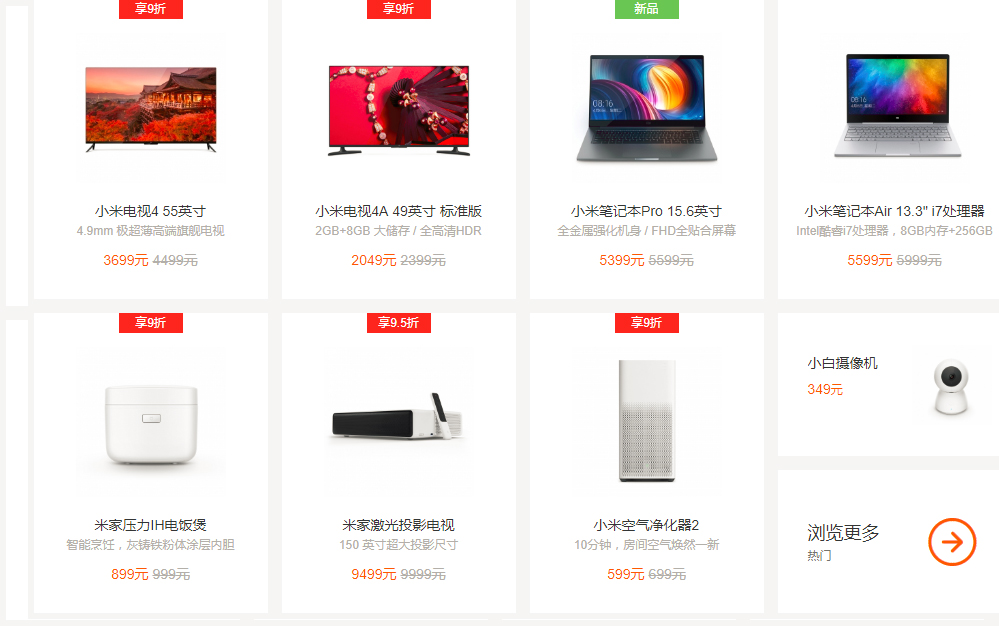 享9折
享9折
新品
小米电视4 55英寸
4.9mm 极超薄高端旗舰电视
3699元 4499元
小米电视4A 49英寸 标准版
2GB+8GB 大储存 / 全高清HDR
2049元 2399元
小米笔记本Pro 15.6英寸
全金属强化机身 / FHD全贴合屏幕
5399元 5599元
小米笔记本Air 13.3" i7处理器
Intel酷睿i7处理器，8GB内存+256GB
5599元 5999元
享9折
享9.5折
享9折
米家压力IH电饭煲
智能烹饪，灰铸铁粉体涂层内胆
899元 999元
米家激光投影电视
150 英寸超大投影尺寸
9499元 9999元
小米空气净化器2
10分钟，房间空气焕然一新
599元 699元
小白摄像机
349元
浏览更多
热门